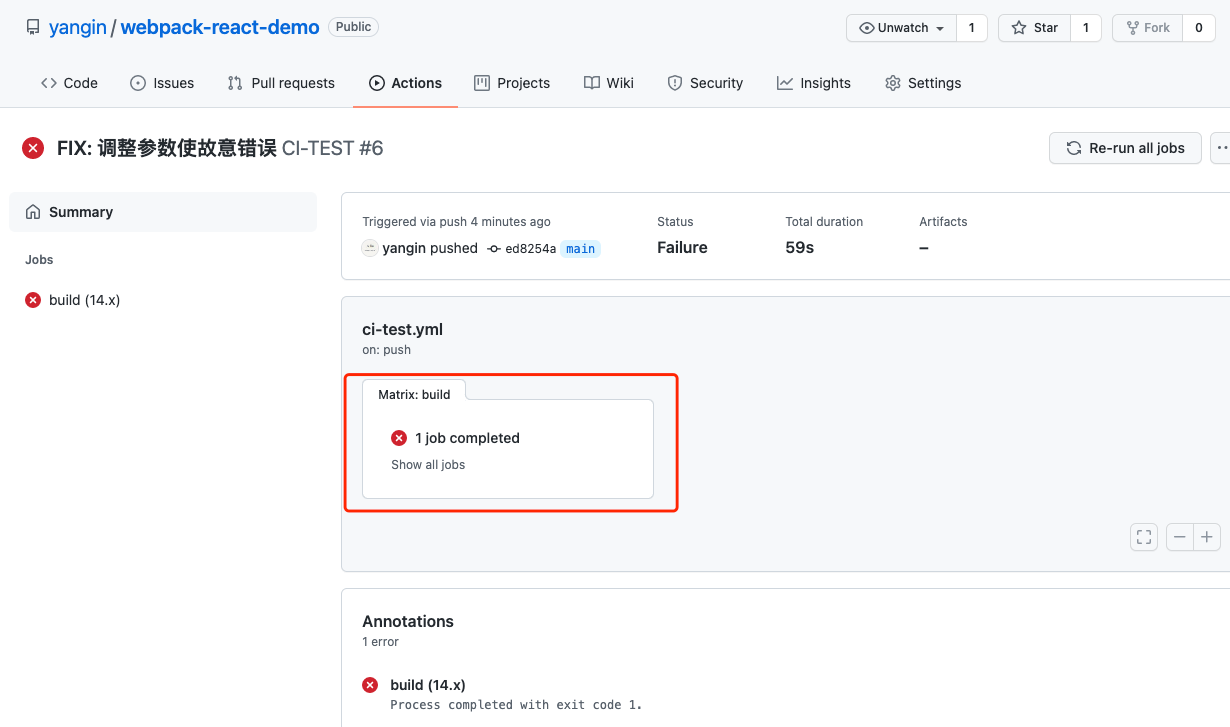 yangin / webpack-react-demo Public
Unwatch 1 Star 1 Fork 0
Code Issues Pull requests Actions Projects Wiki Security Insights Settings
FIX: 调整参数使故意错误 CI-TEST #6
Re-run all jobs
Summary
Jobs
build (14.x)
Triggered via push 4 minutes ago
yangin pushed ed8254a main
Status
Failure
Total duration
59s
Artifacts
–
ci-test.yml
on: push
Matrix: build
1 job completed
Show all jobs
Annotations
1 error
build (14.x)
Process completed with exit code 1.